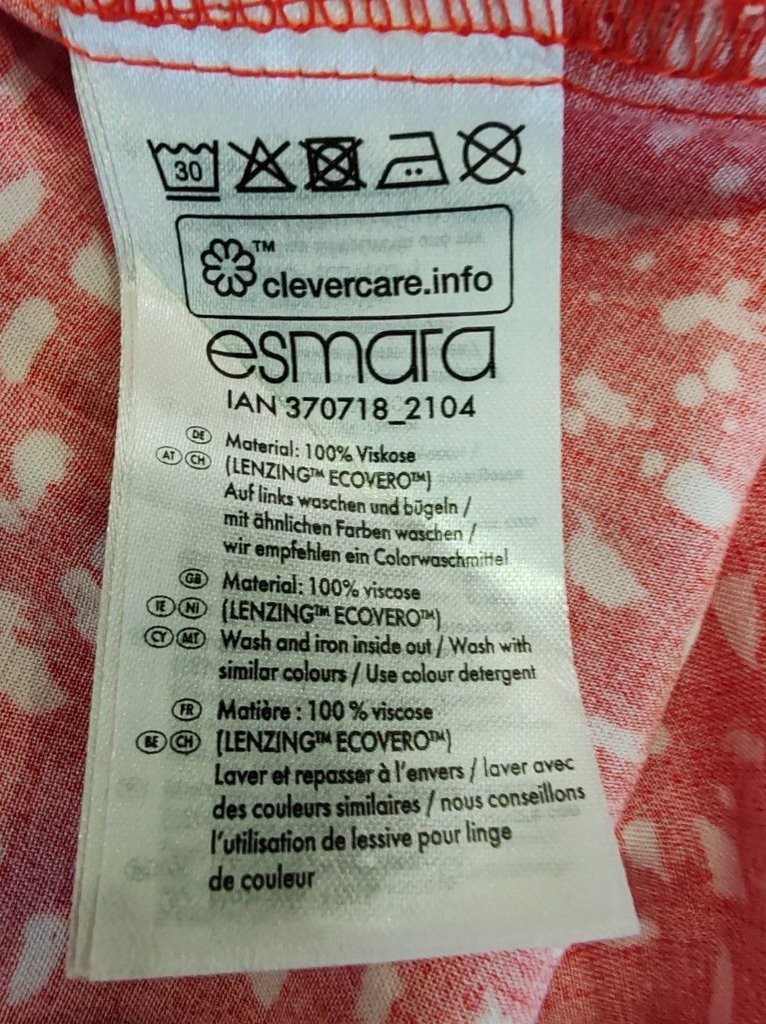 30
™
clevercare.info
esmara
IAN 370718_2104
DE Material: 100% Viskose
AT CH (LENZING™ ECOVERO™)
Auf links waschen und bügeln /
mit ähnlichen Farben waschen /
wir empfehlen ein Colorwaschmittel
GB Material: 100% viscose
IE NI (LENZING™ ECOVERO™)
CY MT Wash and iron inside out / Wash with
similar colours / Use colour detergent
FR Matière : 100 % viscose
BE CH (LENZING™ ECOVERO™)
Laver et repasser à l'envers / laver avec
des couleurs similaires / nous conseillons
l'utilisation de lessive pour linge
de couleur